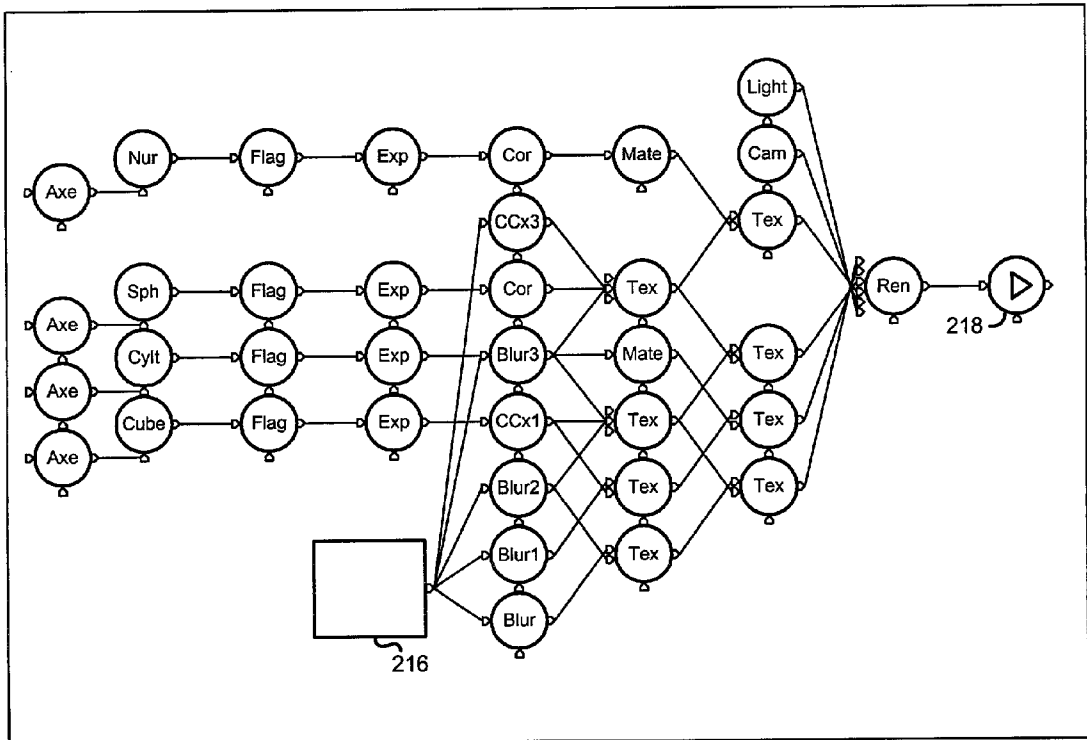 Light
Nur Flag Exp Cor Mate Cam
Axe
CCx3 Tex
Sph Flag Exp Cor Tex Ren
218
Axe
Cylt Flag Exp Blur3 Mate Tex
Axe
Cube Flag Exp CCx1 Tex Tex
Axe
Blur2 Tex Tex
Blur1 Tex
Blur
216